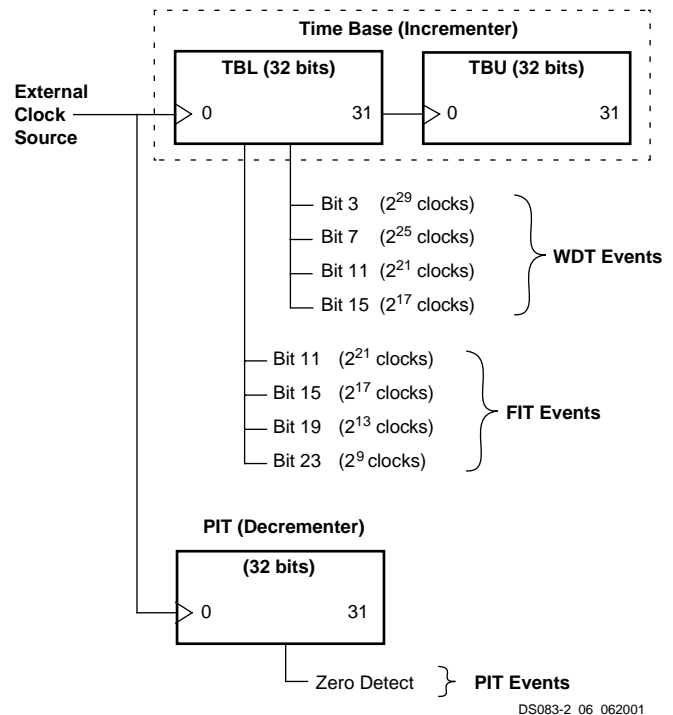 Time Base (Incrementer)
TBL (32 bits)
TBU (32 bits)
External
Clock
Source
0
31
0
31
Bit 3 (2^29 clocks)
Bit 7 (2^25 clocks)
Bit 11 (2^21 clocks)
Bit 15 (2^17 clocks)
WDT Events
Bit 11 (2^21 clocks)
Bit 15 (2^17 clocks)
Bit 19 (2^13 clocks)
Bit 23 (2^9 clocks)
FIT Events
PIT (Decrementer)
(32 bits)
0
31
Zero Detect
PIT Events
DS083-2_06_062001